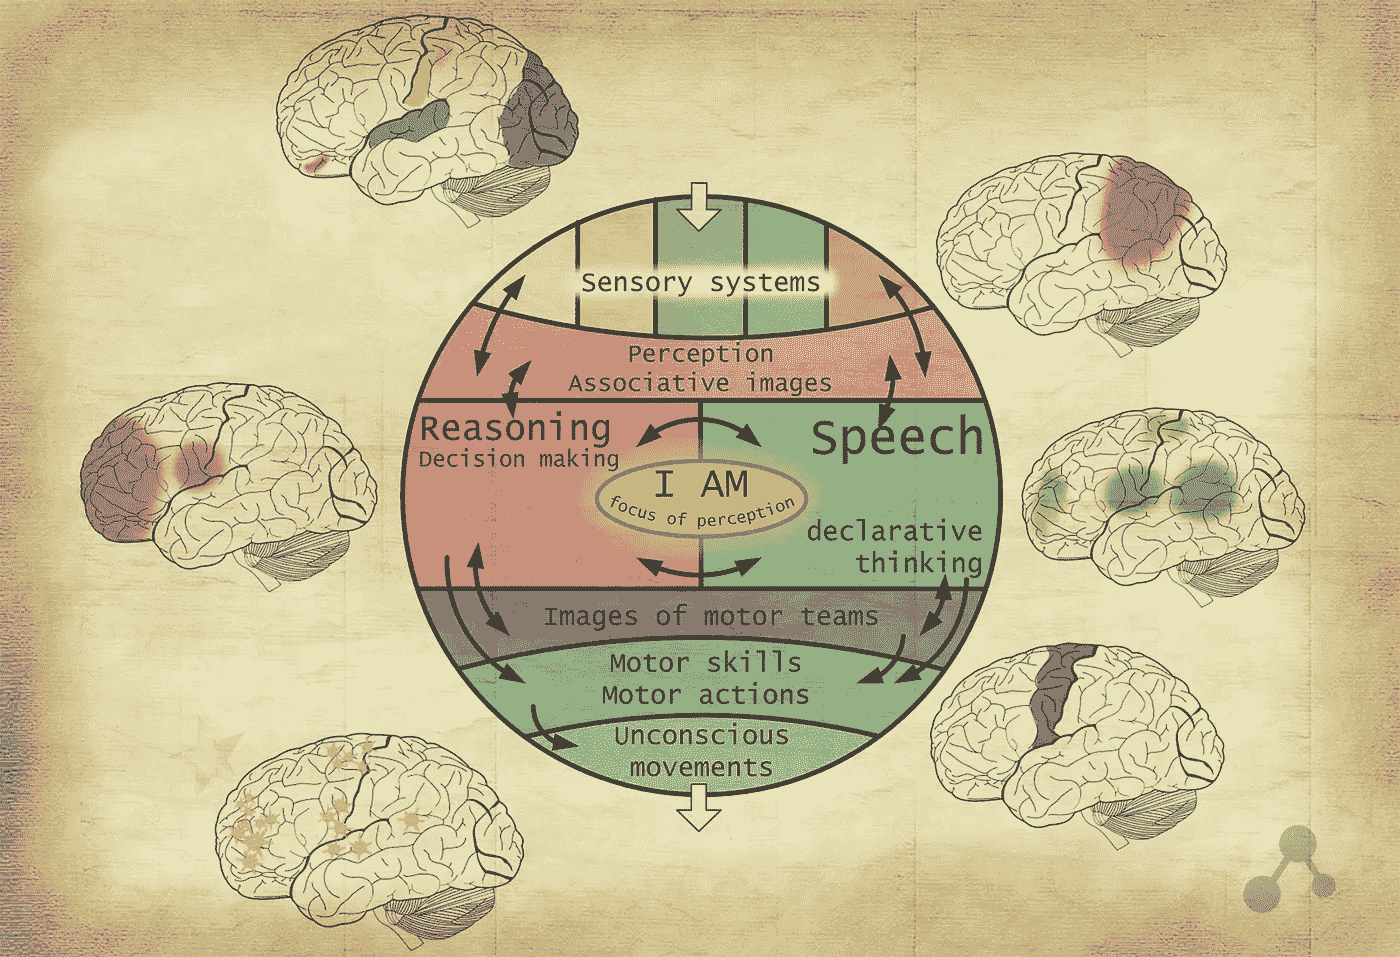 Sensory systems
Perception
Associative images
Reasoning
Decision making
Speech
I AM
focus of perception
declarative
thinking
Images of motor teams
Motor skills
Motor actions
Unconscious
movements